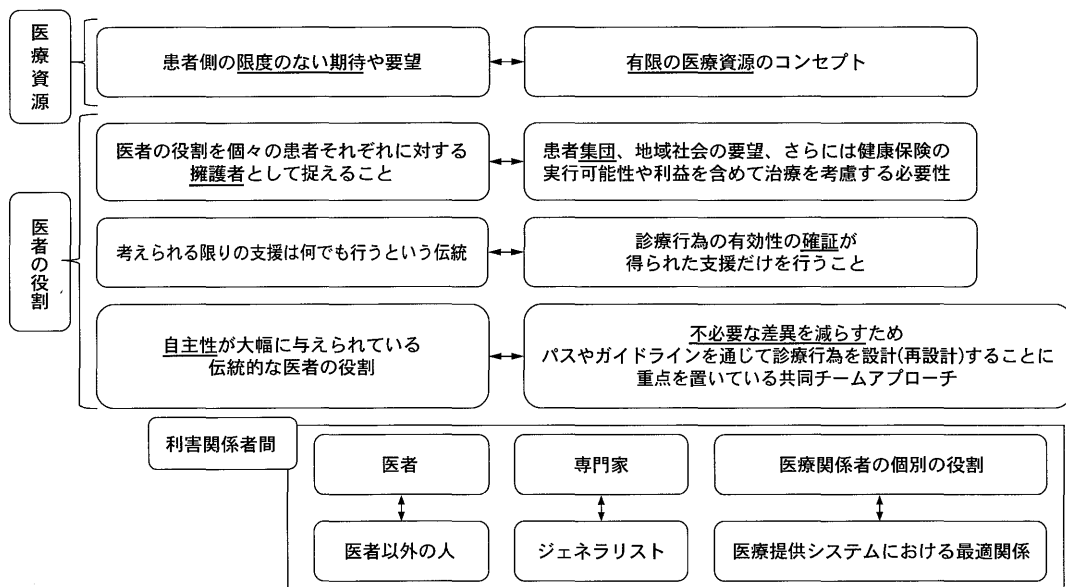 医療資源
患者側の限度のない期待や要望
有限の医療資源のコンセプト
医者の役割
医者の役割を個々の患者それぞれに対する
擁護者として捉えること
患者集団、地域社会の要望、さらには健康保険の
実行可能性や利益を含めて治療を考慮する必要性
考えられる限りの支援は何でも行うという伝統
診療行為の有効性の確証が
得られた支援だけを行うこと
自主性が大幅に与えられている
伝統的な医者の役割
不必要な差異を減らすため
パスやガイドラインを通じて診療行為を設計(再設計)することに
重点を置いている共同チームアプローチ
利害関係者間
医者
専門家
医療関係者の個別の役割
医者以外の人
ジェネラリスト
医療提供システムにおける最適関係